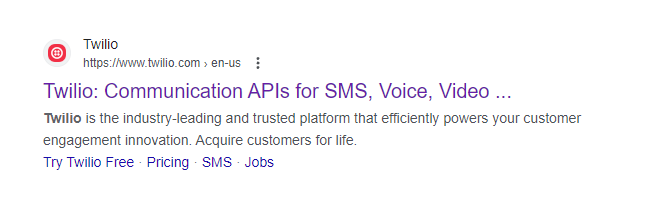 Twilio
https://www.twilio.com › en-us
Twilio: Communication APIs for SMS, Voice, Video ...
Twilio is the industry-leading and trusted platform that efficiently powers your customer
engagement innovation. Acquire customers for life.
Try Twilio Free · Pricing · SMS · Jobs